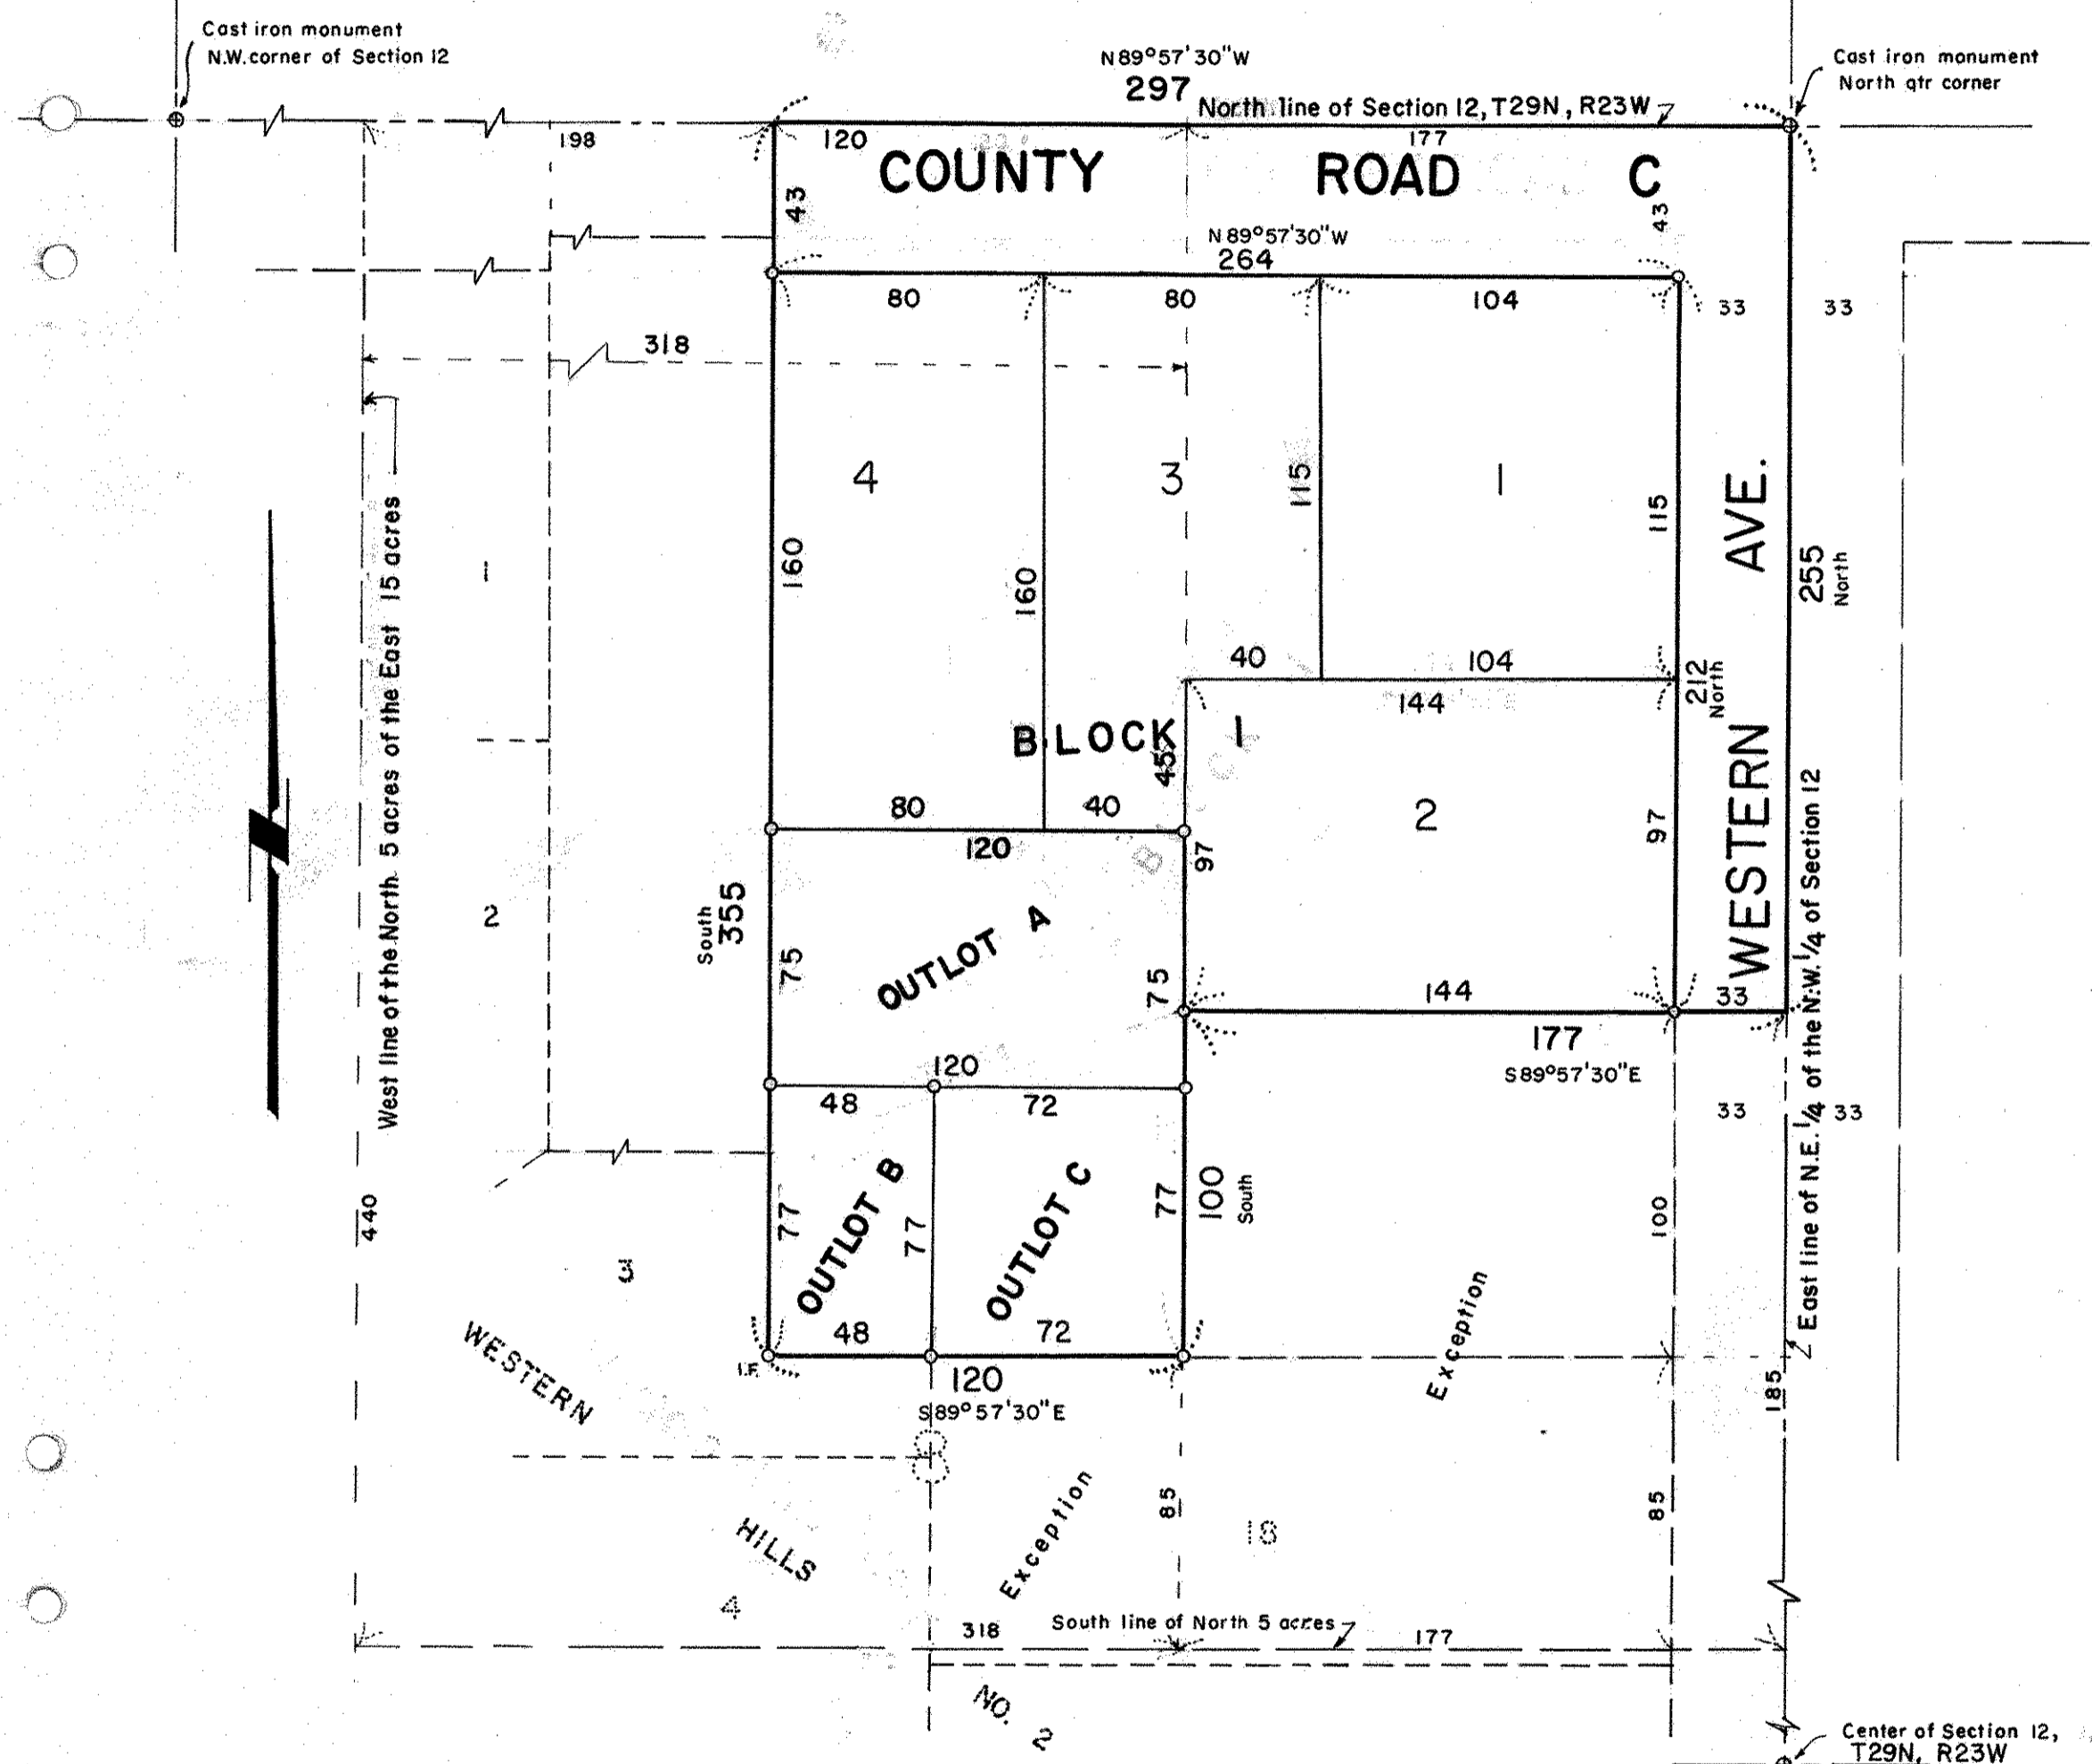 Cast iron monument
N.W. corner of Section 12
N89°57'30"W
297
Cast iron monument
North qtr corner
North line of Section 12, T29N, R23W
198
120
177
COUNTY ROAD C
43
43
N89°57'30"W
264
80
80
104
33
33
318
4
3
1
115
115
160
160
WESTERN AVE.
255
North
West line of the North 5 acres of the East 15 acres
1
40
104
144
212
North
BLOCK 1
45
80
40
120
2
97
97
2
South
355
75
OUTLOT A
75
144
33
177
S89°57'30"E
East line of N.E. 1/4 of the N.W. 1/4 of Section 12
120
48
72
33
33
440
77
OUTLOT B
77
OUTLOT C
77
100
South
100
3
Exception
48
72
I.F.
120
S89°57'30"E
185
WESTERN
HILLS
4
Exception
85
18
85
318
South line of North 5 acres
177
NO. 2
Center of Section 12,
T29N, R23W